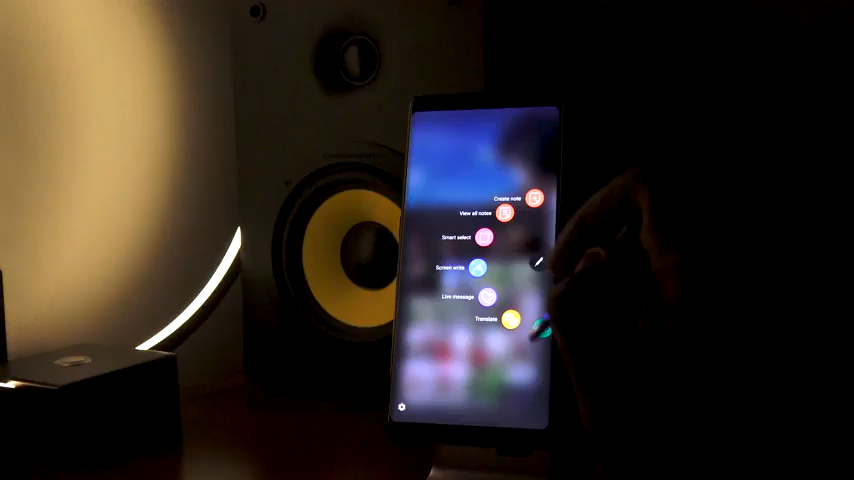 Create note
View all notes
Smart select
Screen write
Live message
Translate